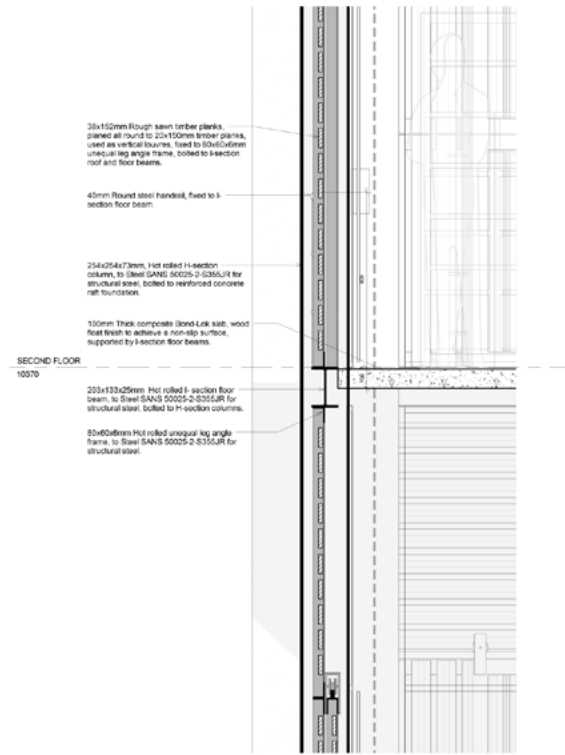 38x152mm Rough sawn timber planks,
planed all round to 20x150mm timber planks,
used as vertical louvres, fixed to 60x60x6mm
unequal leg angle frame, bolted to I-section
roof and floor beams.
40mm Round steel handrail, fixed to I-
section floor beam.
254x254x73mm, Hot rolled H-section
column, to Steel SANS 50025-2-S355JR for
structural steel, bolted to reinforced concrete
raft foundation.
100mm Thick composite Bond-Lok slab, wood
float finish to achieve a non-slip surface,
supported by I-section floor beams.
SECOND FLOOR
10370
203x133x25mm Hot rolled I- section floor
beam, to Steel SANS 50025-2-S355JR for
structural steel, bolted to H-section columns.
80x60x6mm Hot rolled unequal leg angle
frame, to Steel SANS 50025-2-S355JR for
structural steel.